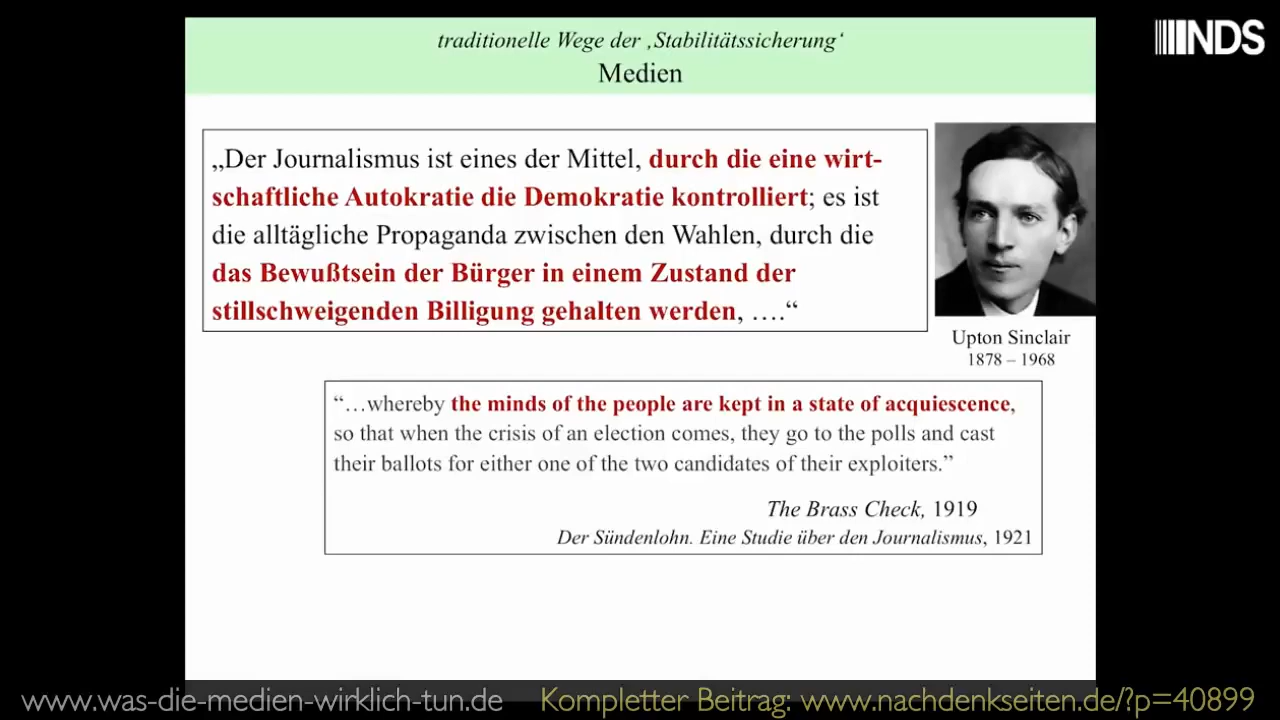 traditionelle Wege der ‚Stabilitätssicherung‘
Medien
NDS
„Der Journalismus ist eines der Mittel, durch die eine wirt-
schaftliche Autokratie die Demokratie kontrolliert; es ist
die alltägliche Propaganda zwischen den Wahlen, durch die
das Bewußtsein der Bürger in einem Zustand der
stillschweigenden Billigung gehalten werden, ….“
Upton Sinclair
1878 – 1968
“…whereby the minds of the people are kept in a state of acquiescence,
so that when the crisis of an election comes, they go to the polls and cast
their ballots for either one of the two candidates of their exploiters.”
The Brass Check, 1919
Der Sündenlohn. Eine Studie über den Journalismus, 1921
www.was-die-medien-wirklich-tun.de Kompletter Beitrag: www.nachdenkseiten.de/?p=40899